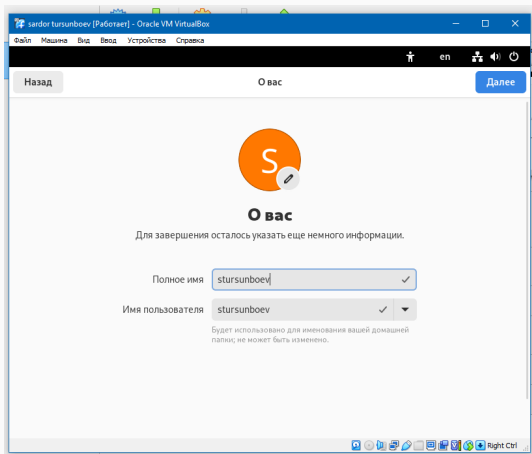 sardor tursunboev [Работает] - Oracle VM VirtualBox
Файл Машина Вид Ввод Устройства Справка
en
Назад О вас Далее
S
О вас
Для завершения осталось указать еще немного информации.
Полное имя stursunboev
Имя пользователя stursunboev
Будет использовано для именования вашей домашней
папки; не может быть изменено.
Right Ctrl